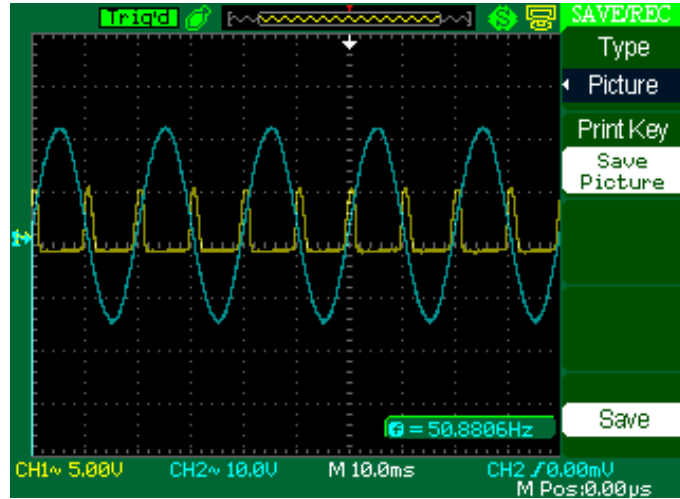 Trig'd
SAVE/REC
Type
Picture
Print Key
Save
Picture
f = 50.8806Hz
Save
CH1~ 5.00V CH2~ 10.0V M 10.0ms CH2 0.00mV
M Pos:0.00µs